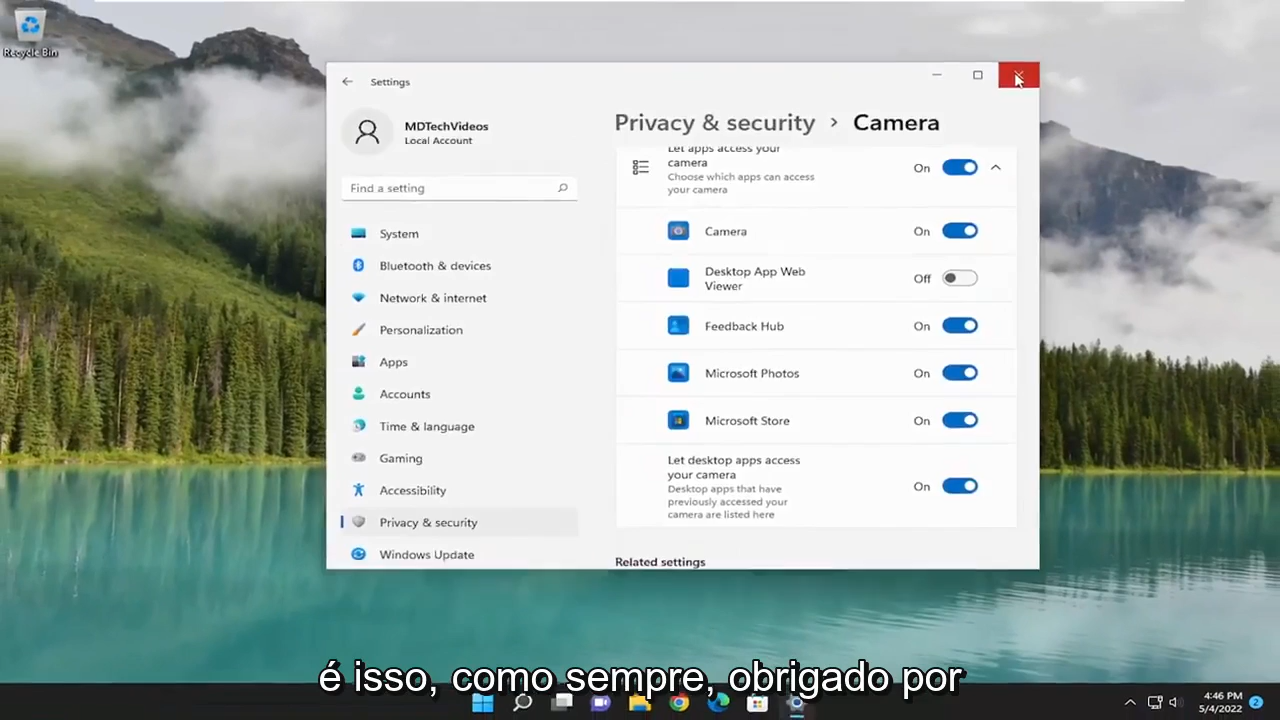 Recycle Bin
Settings
MDTechVideos
Local Account
Find a setting
System
Bluetooth & devices
Network & internet
Personalization
Apps
Accounts
Time & language
Gaming
Accessibility
Privacy & security
Windows Update
Privacy & security › Camera
Let apps access your
camera
Choose which apps can access
your camera
On
Camera
On
Desktop App Web
Viewer
Off
Feedback Hub
On
Microsoft Photos
On
Microsoft Store
On
Let desktop apps access
your camera
Desktop apps that have
previously accessed your
camera are listed here
On
Related settings
é isso, como sempre, obrigado por
4:46 PM
5/4/2022
2